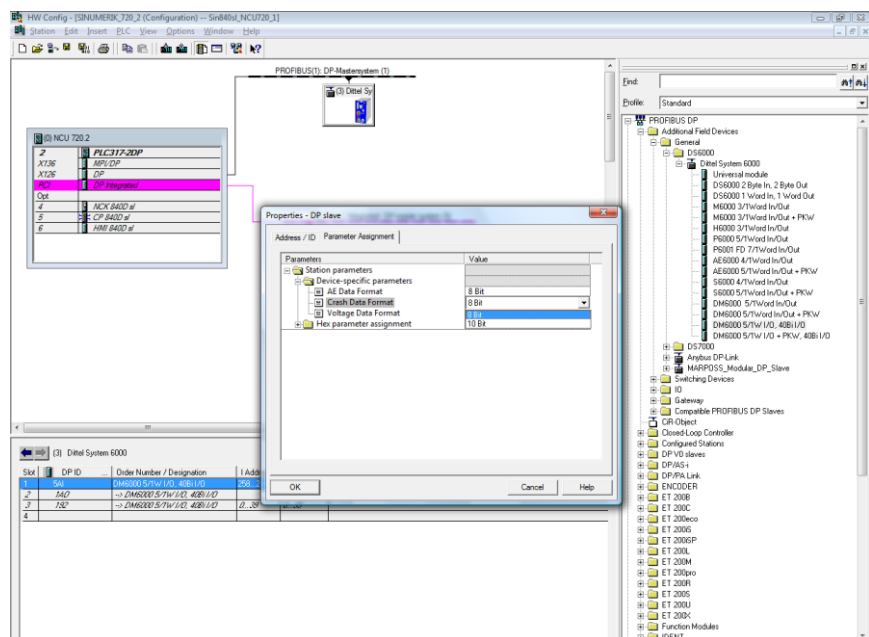 HW Config - [SINUMERIK_720_2 (Configuration) -- Sin840sl_NCU720_1]
Station Edit Insert PLC View Options Window Help
PROFIBUS(1): DP-Mastersystem (1)
(3) Dittel Sy
(0) NCU 720.2
2 PLC317-2DP
X136 MPI/DP
X126 DP
PCI DP integrated
Opt
4 NCK 840D sl
5 CP 840D sl
6 HMI 840D sl
Properties - DP slave
Address / ID Parameter Assignment
Parameters Value
Station parameters
Device-specific parameters
AE Data Format 8 Bit
Crash Data Format 8 Bit
Voltage Data Format 8 Bit
Hex parameter assignment 10 Bit
OK Cancel Help
(3) Dittel System 6000
Slot DP ID ... Order Number / Designation I Add
1 5AI DM6000 5/1W I/O, 40Bi I/O 258...2
2 1AO -> DM6000 5/1W I/O, 40Bi I/O
3 192 -> DM6000 5/1W I/O, 40Bi I/O 0...39
4
Find:
Profile: Standard
PROFIBUS DP
Additional Field Devices
General
DS6000
Dittel System 6000
Universal module
DS6000 2 Byte In, 2 Byte Out
DS6000 1 Word In, 1 Word Out
M6000 3/1Word In/Out
M6000 3/1Word In/Out + PKW
H6000 3/1Word In/Out
P6000 5/1Word In/Out
P6001 FD 7/1Word In/Out
AE6000 4/1Word In/Out
AE6000 5/1Word In/Out + PKW
S6000 4/1Word In/Out
S6000 5/1Word In/Out + PKW
DM6000 5/1Word In/Out
DM6000 5/1Word In/Out + PKW
DM6000 5/1W I/O, 40Bi I/O
DM6000 5/1W I/O + PKW, 40Bi I/O
DS7000
Anybus DP-Link
MARPOSS_Modular_DP_Slave
Switching Devices
IO
Gateway
Compatible PROFIBUS DP Slaves
CiR-Object
Closed-Loop Controller
Configured Stations
DP V0 slaves
DP/AS-i
DP/PA Link
ENCODER
ET 200B
ET 200C
ET 200eco
ET 200iS
ET 200iSP
ET 200L
ET 200M
ET 200pro
ET 200R
ET 200S
ET 200U
ET 200X
Function Modules
IDENT